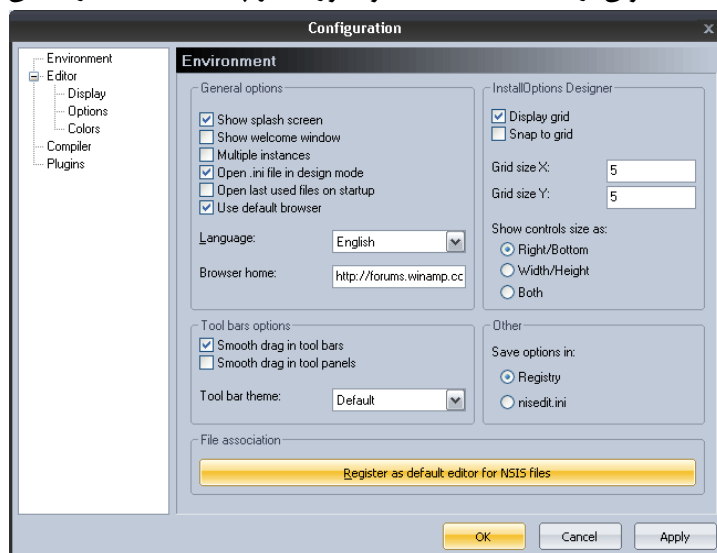 Configuration
x
Environment
Editor
Display
Options
Colors
Compiler
Plugins
Environment
General options
Show splash screen
Show welcome window
Multiple instances
Open .ini file in design mode
Open last used files on startup
Use default browser
Language:
English
Browser home:
http://forums.winamp.cc
InstallOptions Designer
Display grid
Snap to grid
Grid size X:
5
Grid size Y:
5
Show controls size as:
Right/Bottom
Width/Height
Both
Tool bars options
Smooth drag in tool bars
Smooth drag in tool panels
Tool bar theme:
Default
Other
Save options in:
Registry
nisedit.ini
File association
Register as default editor for NSIS files
OK
Cancel
Apply